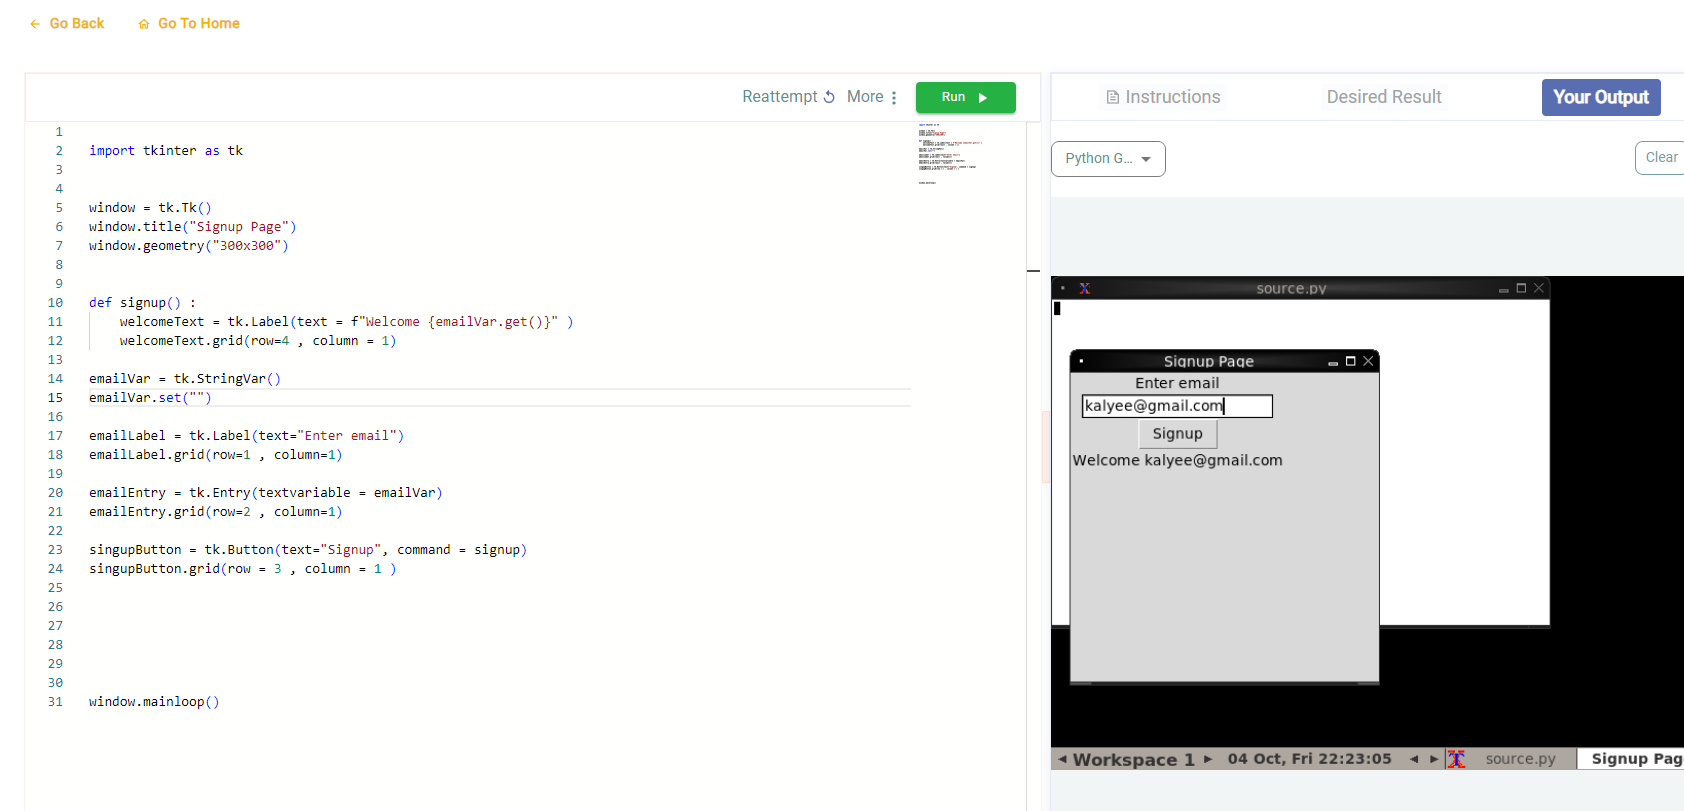 Go Back Go To Home
Reattempt More Run
1
2 import tkinter as tk
3
4
5 window = tk.Tk()
6 window.title("Signup Page")
7 window.geometry("300x300")
8
9
10 def signup() :
11 welcomeText = tk.Label(text = f"Welcome {emailVar.get()}" )
12 welcomeText.grid(row=4 , column = 1)
13
14 emailVar = tk.StringVar()
15 emailVar.set("")
16
17 emailLabel = tk.Label(text="Enter email")
18 emailLabel.grid(row=1 , column=1)
19
20 emailEntry = tk.Entry(textvariable = emailVar)
21 emailEntry.grid(row=2 , column=1)
22
23 singupButton = tk.Button(text="Signup", command = signup)
24 singupButton.grid(row = 3 , column = 1 )
25
26
27
28
29
30
31 window.mainloop()
Instructions Desired Result Your Output
Python G... Clear
source.py
Signup Page
Enter email
kalyee@gmail.com
Signup
Welcome kalyee@gmail.com
Workspace 1 04 Oct, Fri 22:23:05 source.py Signup Pag